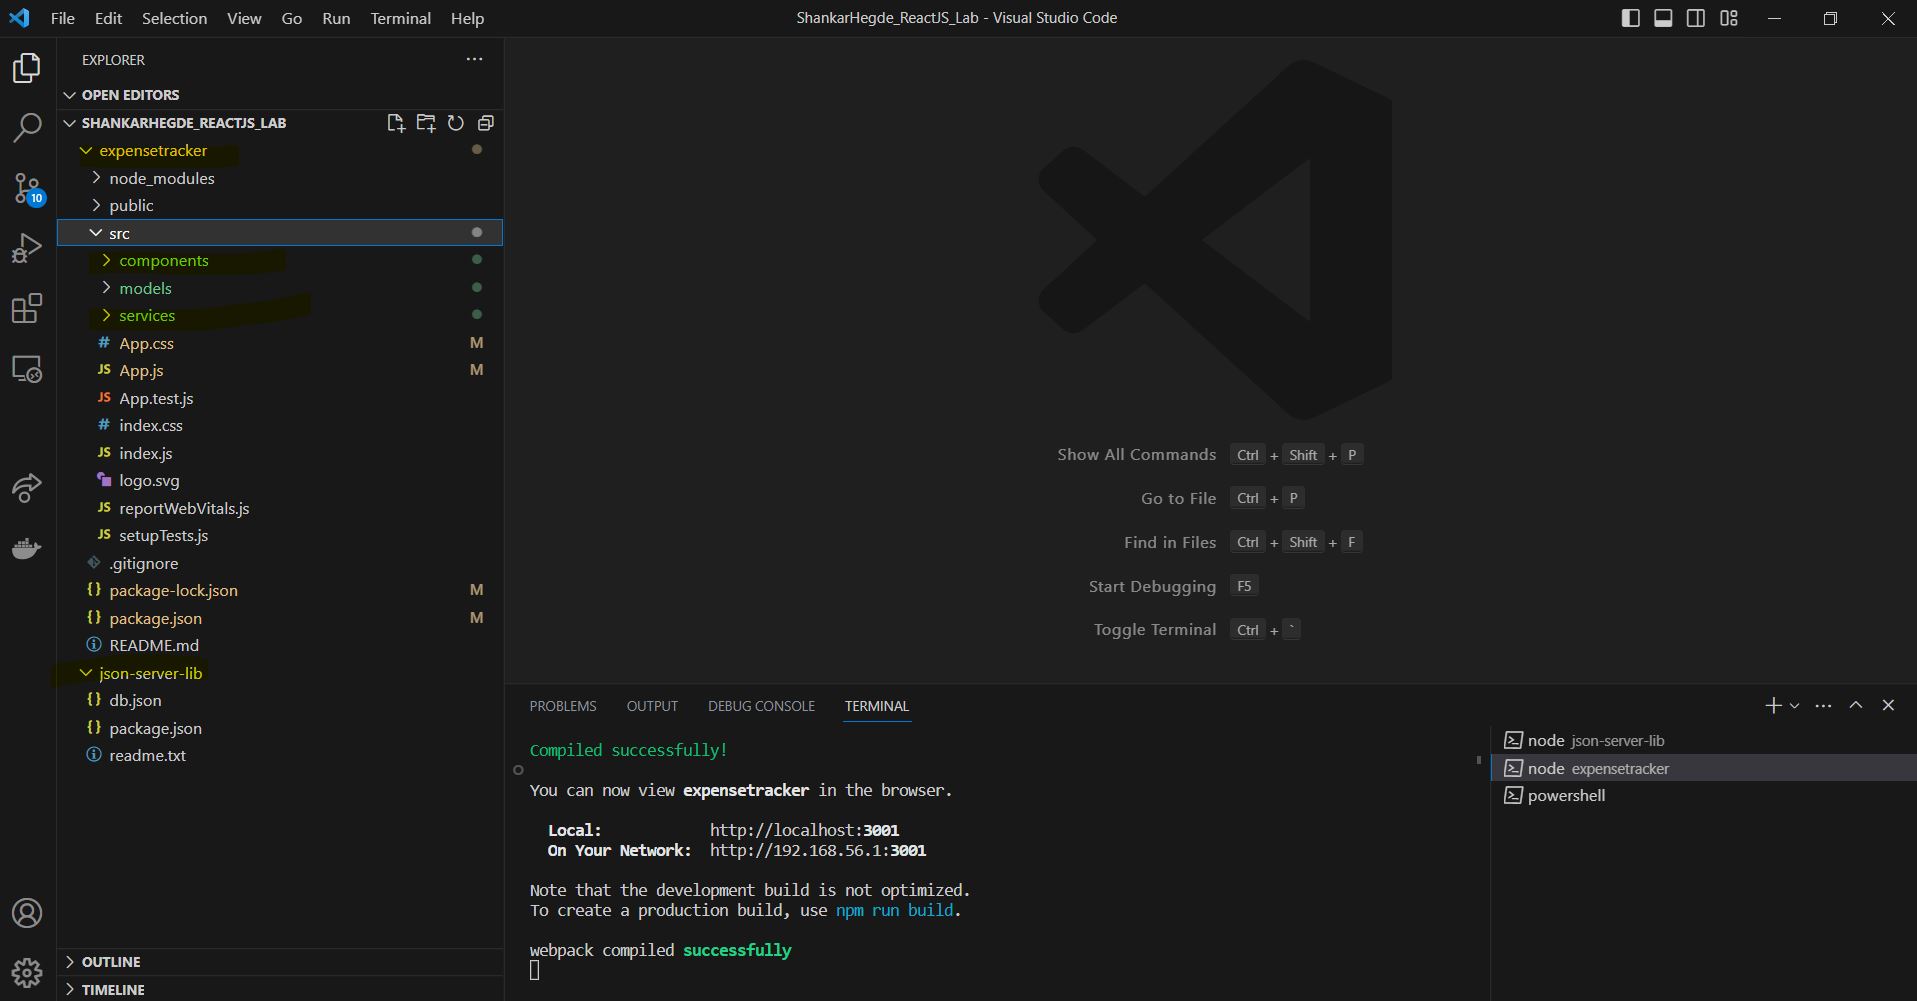 File Edit Selection View Go Run Terminal Help
ShankarHegde_ReactJS_Lab - Visual Studio Code
EXPLORER
OPEN EDITORS
SHANKARHEGDE_REACTJS_LAB
expensetracker
node_modules
public
src
components
models
services
# App.css M
JS App.js M
JS App.test.js
# index.css
JS index.js
logo.svg
JS reportWebVitals.js
JS setupTests.js
.gitignore
{} package-lock.json M
{} package.json M
README.md
json-server-lib
{} db.json
{} package.json
readme.txt
OUTLINE
TIMELINE
10
Show All Commands Ctrl + Shift + P
Go to File Ctrl + P
Find in Files Ctrl + Shift + F
Start Debugging F5
Toggle Terminal Ctrl + `
PROBLEMS OUTPUT DEBUG CONSOLE TERMINAL
Compiled successfully!
You can now view expensetracker in the browser.
Local: http://localhost:3001
On Your Network: http://192.168.56.1:3001
Note that the development build is not optimized.
To create a production build, use npm run build.
webpack compiled successfully
node json-server-lib
node expensetracker
powershell